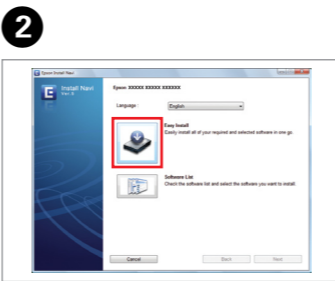 2
Epson Install Navi
Install Navi
Epson XXXXX XXXXX XXXXXX
Language :
English
Easy Install
Easily install all of your required and selected software in one go.
Software List
Check the software list and select the software you want to install.
Cancel
Back
Next